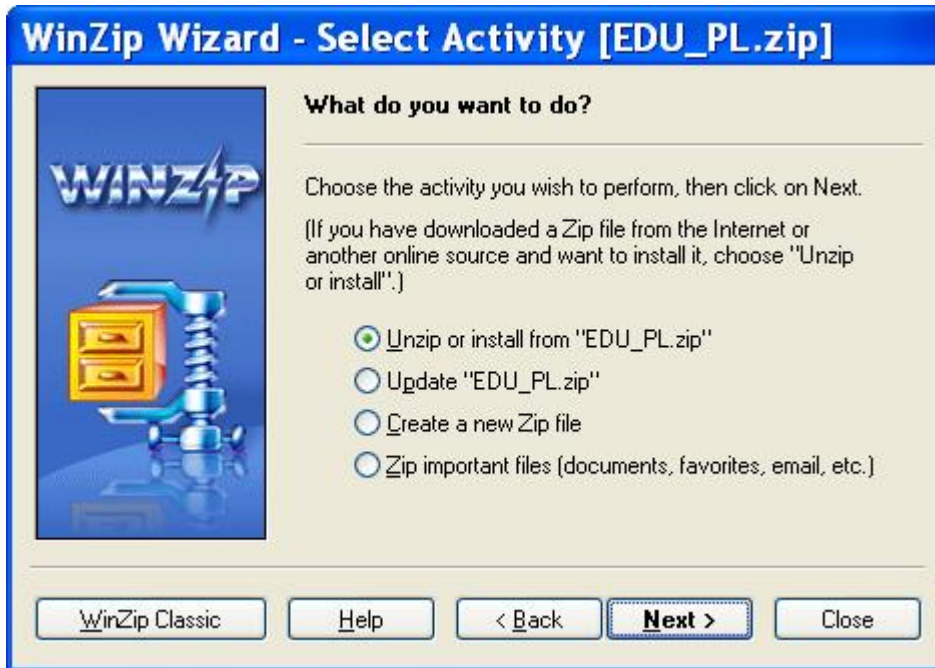 WinZip Wizard - Select Activity [EDU_PL.zip]
WINZIP
What do you want to do?
Choose the activity you wish to perform, then click on Next.
(If you have downloaded a Zip file from the Internet or
another online source and want to install it, choose "Unzip
or install".)
Unzip or install from "EDU_PL.zip"
Update "EDU_PL.zip"
Create a new Zip file
Zip important files (documents, favorites, email, etc.)
WinZip Classic Help < Back Next > Close